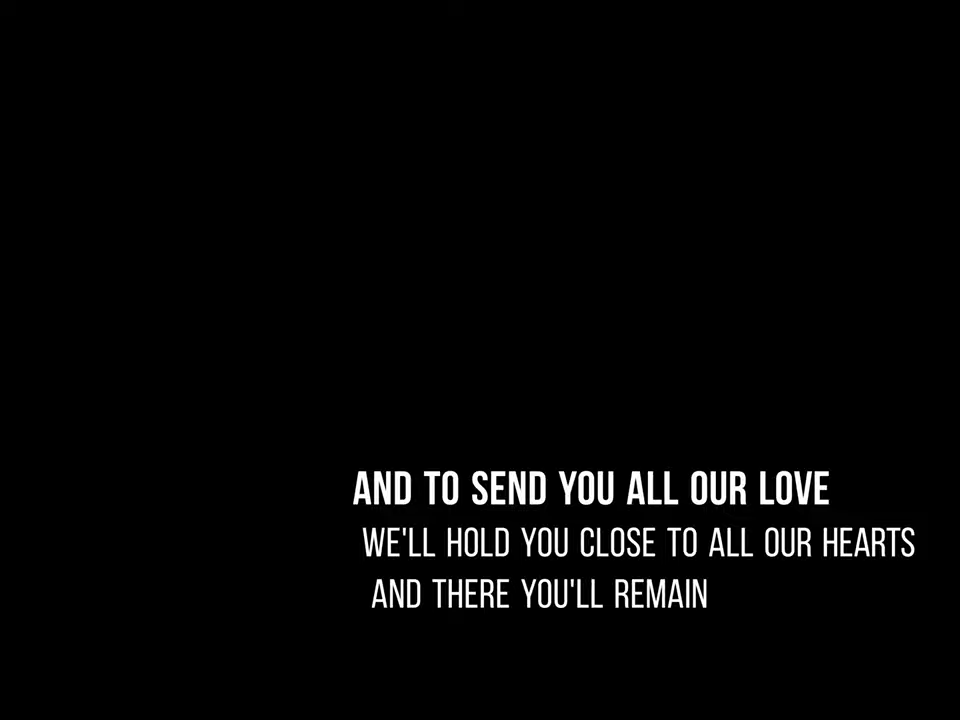 AND TO SEND YOU ALL OUR LOVE
WE'LL HOLD YOU CLOSE TO ALL OUR HEARTS
AND THERE YOU'LL REMAIN